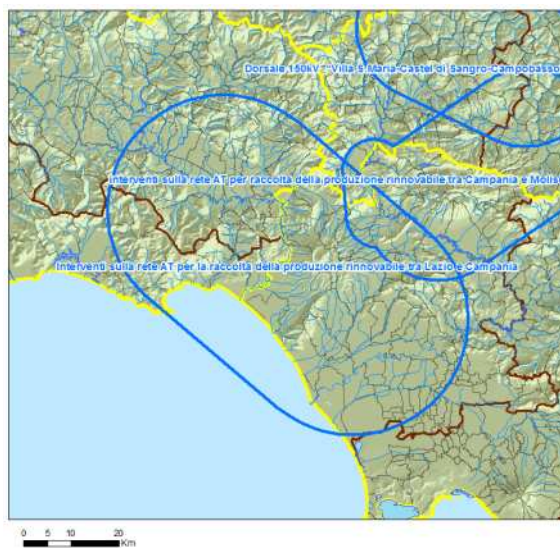 Dorsale 150kV "Villa S.Maria-Castel di Sangro-Campobasso
Interventi sulla rete AT per raccolta della produzione rinnovabile tra Campania e Molis
Interventi sulla rete AT per la raccolta della produzione rinnovabile tra Lazio e Campania
0 5 10 20
Km